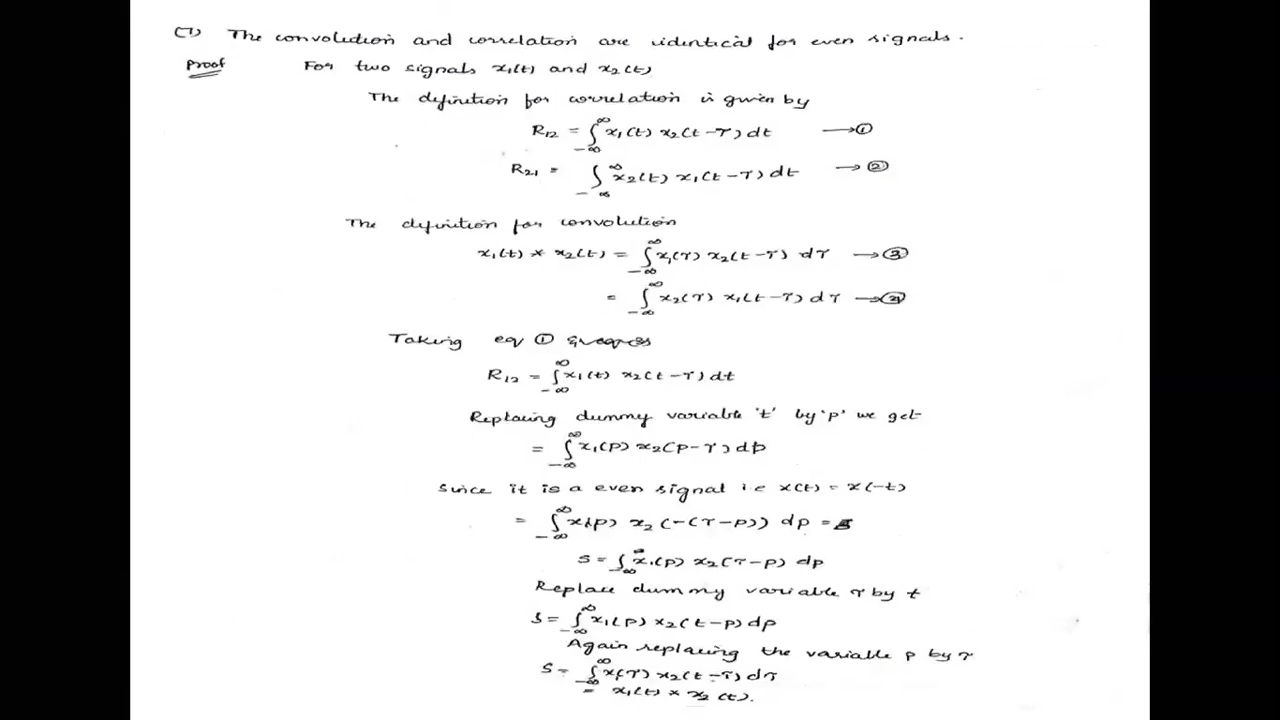 (7) The convolution and correlation are identical for even signals.
Proof For two signals x₁(t) and x₂(t)
The definition for correlation is given by
R₁₂ = ∫_{-∞}^{∞} x₁(t) x₂(t-τ) dt → ①
R₂₁ = ∫_{-∞}^{∞} x₂(t) x₁(t-τ) dt → ②
The definition for convolution
x₁(t) * x₂(t) = ∫_{-∞}^{∞} x₁(τ) x₂(t-τ) dτ → ③
= ∫_{-∞}^{∞} x₂(τ) x₁(t-τ) dτ → ④
Taking eq ①
R₁₂ = ∫_{-∞}^{∞} x₁(t) x₂(t-τ) dt
Replacing dummy variable 't' by 'p' we get
= ∫_{-∞}^{∞} x₁(p) x₂(p-τ) dp
Since it is a even signal i.e x(t) = x(-t)
= ∫_{-∞}^{∞} x₁(p) x₂(-(τ-p)) dp = S
S = ∫_{-∞}^{∞} x₁(p) x₂(τ-p) dp
Replace dummy variable τ by t
S = ∫_{-∞}^{∞} x₁(p) x₂(t-p) dp
Again replacing the variable p by τ
S = ∫_{-∞}^{∞} x₁(τ) x₂(t-τ) dτ
= x₁(t) * x₂(t).